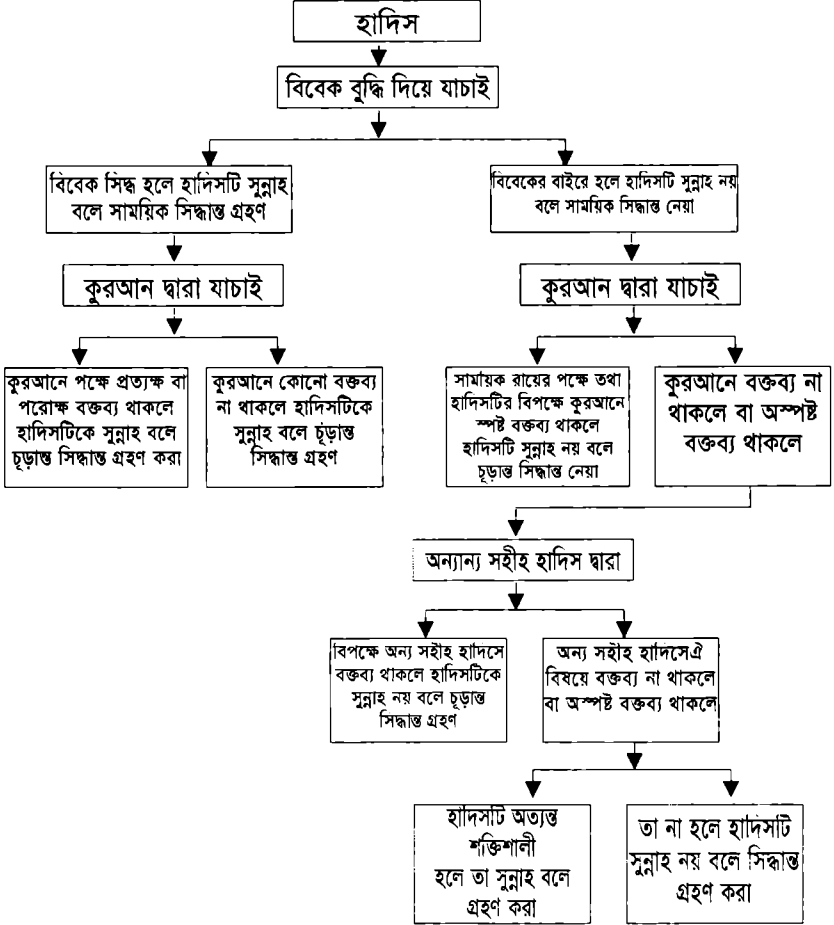 হাদিস
বিবেক বুদ্ধি দিয়ে যাচাই
বিবেক সিদ্ধ হলে হাদিসটি সুন্নাহ
বলে সাময়িক সিদ্ধান্ত গ্রহণ
বিবেকের বাইরে হলে হাদিসটি সুন্নাহ নয়
বলে সাময়িক সিদ্ধান্ত নেয়া
কুরআন দ্বারা যাচাই
কুরআন দ্বারা যাচাই
কুরআনে পক্ষে প্রত্যক্ষ বা
পরোক্ষ বক্তব্য থাকলে
হাদিসটিকে সুন্নাহ বলে
চূড়ান্ত সিদ্ধান্ত গ্রহণ করা
কুরআনে কোনো বক্তব্য
না থাকলে হাদিসটিকে
সুন্নাহ বলে চূড়ান্ত
সিদ্ধান্ত গ্রহণ
সাময়িক রায়ের পক্ষে তথা
হাদিসটির বিপক্ষে কুরআনে
স্পষ্ট বক্তব্য থাকলে
হাদিসটি সুন্নাহ নয় বলে
চূড়ান্ত সিদ্ধান্ত নেয়া
কুরআনে বক্তব্য না
থাকলে বা অস্পষ্ট
বক্তব্য থাকলে
অন্যান্য সহীহ হাদিস দ্বারা
বিপক্ষে অন্য সহীহ হাদিসে
বক্তব্য থাকলে হাদিসটিকে
সুন্নাহ নয় বলে চূড়ান্ত
সিদ্ধান্ত গ্রহণ
অন্য সহীহ হাদিসেঐ
বিষয়ে বক্তব্য না থাকলে
বা অস্পষ্ট বক্তব্য থাকলে
হাদিসটি অত্যন্ত
শক্তিশালী
হলে তা সুন্নাহ বলে
গ্রহণ করা
তা না হলে হাদিসটি
সুন্নাহ নয় বলে সিদ্ধান্ত
গ্রহণ করা